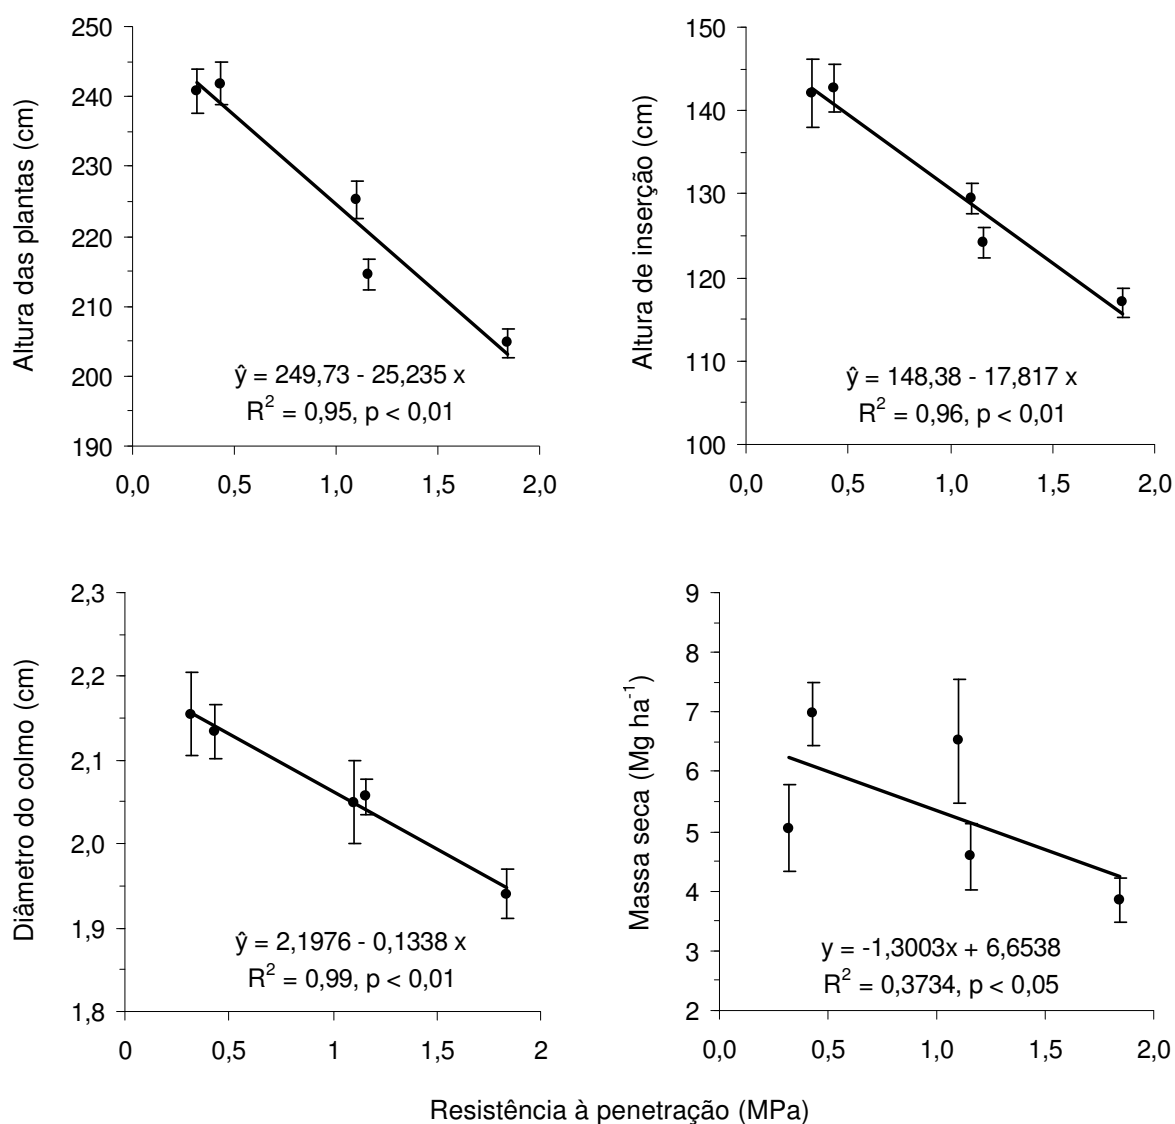 250
240
230
220
210
200
190
Altura das plantas (cm)
ŷ = 249,73 - 25,235 x
R² = 0,95, p < 0,01
0,0 0,5 1,0 1,5 2,0
150
140
130
120
110
100
Altura de inserção (cm)
ŷ = 148,38 - 17,817 x
R² = 0,96, p < 0,01
0,0 0,5 1,0 1,5 2,0
2,3
2,2
2,1
2,0
1,9
1,8
Diâmetro do colmo (cm)
ŷ = 2,1976 - 0,1338 x
R² = 0,99, p < 0,01
0 0,5 1 1,5 2
9
8
7
6
5
4
3
2
Massa seca (Mg ha⁻¹)
y = -1,3003x + 6,6538
R² = 0,3734, p < 0,05
0,0 0,5 1,0 1,5 2,0
Resistência à penetração (MPa)